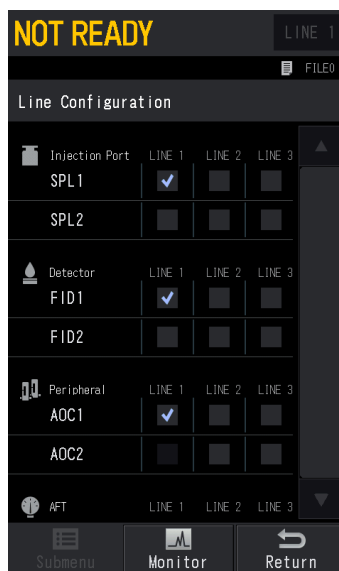 NOT READY LINE 1
FILE0
Line Configuration
Injection Port LINE 1 LINE 2 LINE 3
SPL1
SPL2
Detector LINE 1 LINE 2 LINE 3
FID1
FID2
Peripheral LINE 1 LINE 2 LINE 3
AOC1
AOC2
AFT LINE 1 LINE 2 LINE 3
Submenu Monitor Return